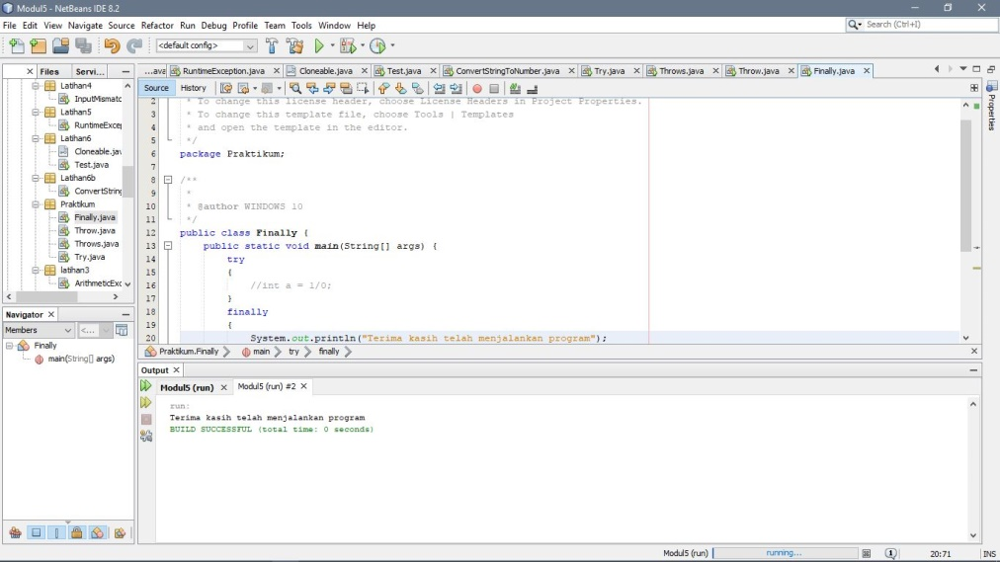 Modul5 - NetBeans IDE 8.2
File Edit View Navigate Source Refactor Run Debug Profile Team Tools Window Help
Search (Ctrl+I)
<default config>
Files Servi... ...ava RuntimeException.java Cloneable.java Test.java ConvertStringToNumber.java Try.java Throws.java Throw.java Finally.java
Source History
Properties
Latihan4
InputMismatc
Latihan5
RuntimeExce
Latihan6
Cloneable.jav
Test.java
Latihan6b
ConvertString
Praktikum
Finally.java
Throw.java
Throws.java
Try.java
latihan3
ArithmeticExc
2 * To change this license header, choose License Headers in Project Properties.
3 * To change this template file, choose Tools | Templates
4 * and open the template in the editor.
5 */
6 package Praktikum;
7
8 /**
9 *
10 * @author WINDOWS 10
11 */
12 public class Finally {
13 public static void main(String[] args) {
14 try
15 {
16 //int a = 1/0;
17 }
18 finally
19 {
20 System.out.println("Terima kasih telah menjalankan program");
Praktikum.Finally main try finally
Navigator
Members <...
Finally
main(String[] args)
Output
Modul5 (run) Modul5 (run) #2
run:
Terima kasih telah menjalankan program
BUILD SUCCESSFUL (total time: 0 seconds)
Modul5 (run) running... 1 20:71 INS